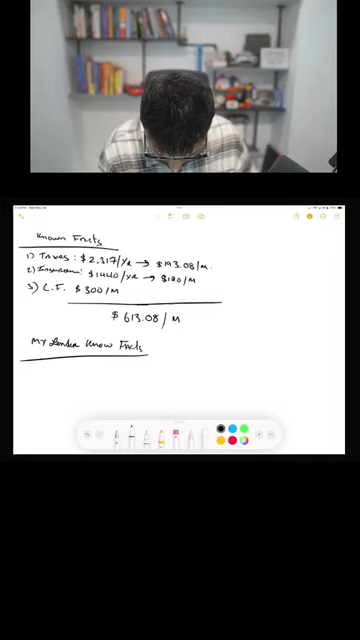 Known Facts
1) Taxes : $2,317/YR → $193.08/M.
2) Insurance : $1440/YR → $120/M
3) C.F. $300/M
$613.08/M
My Lender Know Facts